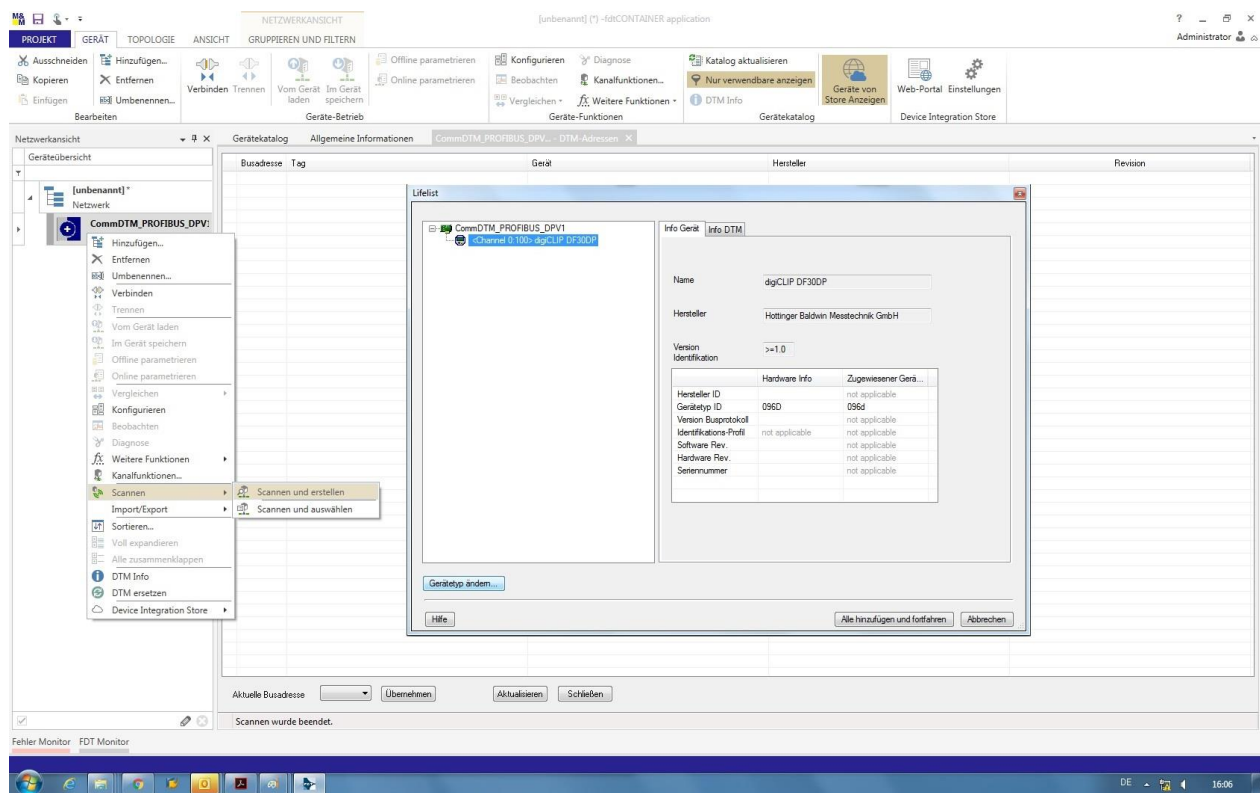 M&M
NETZWERKANSICHT
[unbenannt] (*) -fdtCONTAINER application
PROJEKT GERÄT TOPOLOGIE ANSICHT GRUPPIEREN UND FILTERN
Administrator
Ausschneiden
Kopieren
Einfügen
Hinzufügen...
Entfernen
Umbenennen...
Bearbeiten
Verbinden Trennen
Vom Gerät laden
Im Gerät speichern
Offline parametrieren
Online parametrieren
Geräte-Betrieb
Konfigurieren
Beobachten
Vergleichen
Diagnose
Kanalfunktionen...
Weitere Funktionen
Geräte-Funktionen
Katalog aktualisieren
Nur verwendbare anzeigen
DTM Info
Gerätekatalog
Geräte von Store Anzeigen
Web-Portal Einstellungen
Device Integration Store
Netzwerkansicht
Geräteübersicht
[unbenannt] *
Netzwerk
CommDTM_PROFIBUS_DPV1
Gerätekatalog Allgemeine Informationen CommDTM_PROFIBUS_DPV... - DTM-Adressen
Busadresse Tag Gerät Hersteller Revision
Hinzufügen...
Entfernen
Umbenennen...
Verbinden
Trennen
Vom Gerät laden
Im Gerät speichern
Offline parametrieren
Online parametrieren
Vergleichen
Konfigurieren
Beobachten
Diagnose
Weitere Funktionen
Kanalfunktionen...
Scannen
Import/Export
Sortieren...
Voll expandieren
Alle zusammenklappen
DTM Info
DTM ersetzen
Device Integration Store
Scannen und erstellen
Scannen und auswählen
Lifelist
CommDTM_PROFIBUS_DPV1
<Channel 0:100> digiCLIP DF30DP
Info Gerät Info DTM
Name digiCLIP DF30DP
Hersteller Hottinger Baldwin Messtechnik GmbH
Version Identifikation >=1.0
Hardware Info Zugewiesener Gerä...
Hersteller ID not applicable
Gerätetyp ID 096D 096d
Version Busprotokoll not applicable
Identifikations-Profil not applicable not applicable
Software Rev. not applicable
Hardware Rev. not applicable
Seriennummer not applicable
Gerätetyp ändern...
Hilfe Alle hinzufügen und fortfahren Abbrechen
Aktuelle Busadresse Übernehmen Aktualisieren Schließen
Scannen wurde beendet.
Fehler Monitor FDT Monitor
DE 16:06